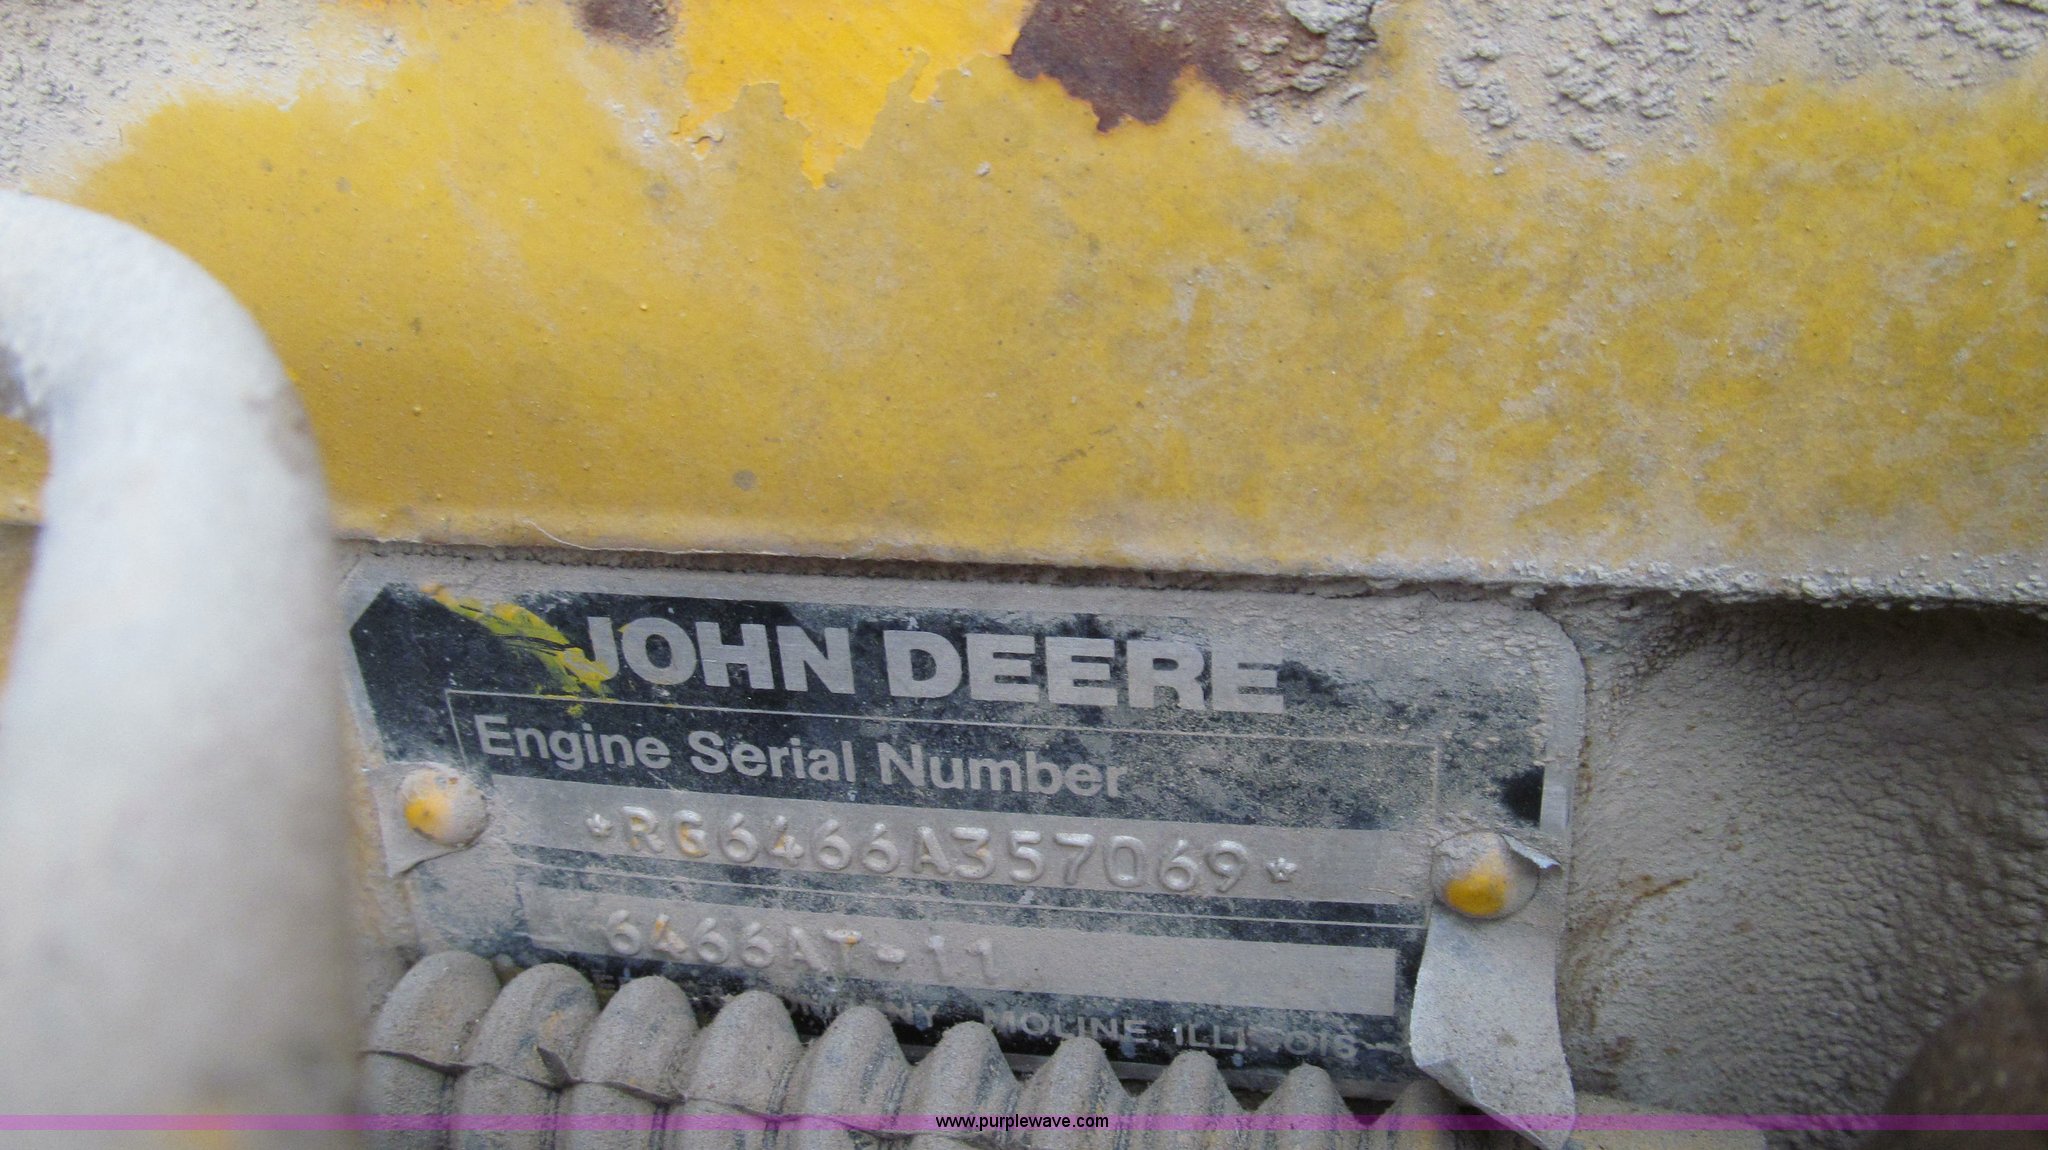 JOHN DEERE
Engine Serial Number
*RG6466A357069*
6466AT-11
MOLINE, ILLINOIS
www.purplewave.com